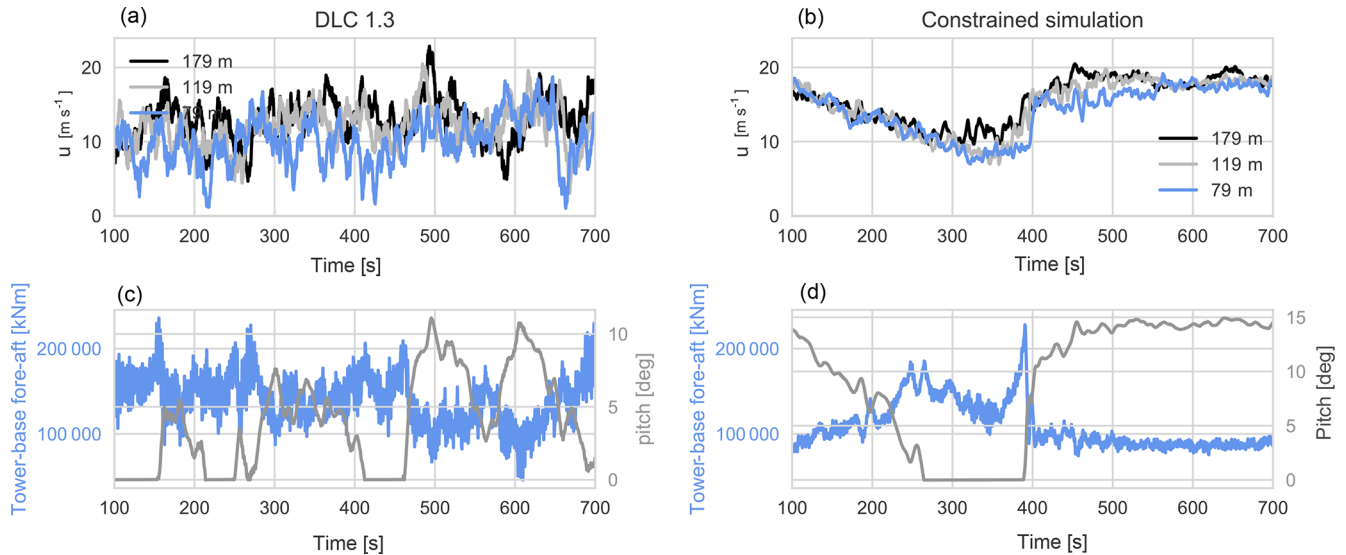 (a)
DLC 1.3
(b)
Constrained simulation
u [m s⁻¹]
20
10
0
179 m
119 m
100 200 300 400 500 600 700
Time [s]
u [m s⁻¹]
20
10
0
179 m
119 m
79 m
100 200 300 400 500 600 700
Time [s]
(c)
Tower-base fore-aft [kNm]
200 000
100 000
10
5
0
pitch [deg]
100 200 300 400 500 600 700
Time [s]
(d)
Tower-base fore-aft [kNm]
200 000
100 000
15
10
5
0
Pitch [deg]
100 200 300 400 500 600 700
Time [s]